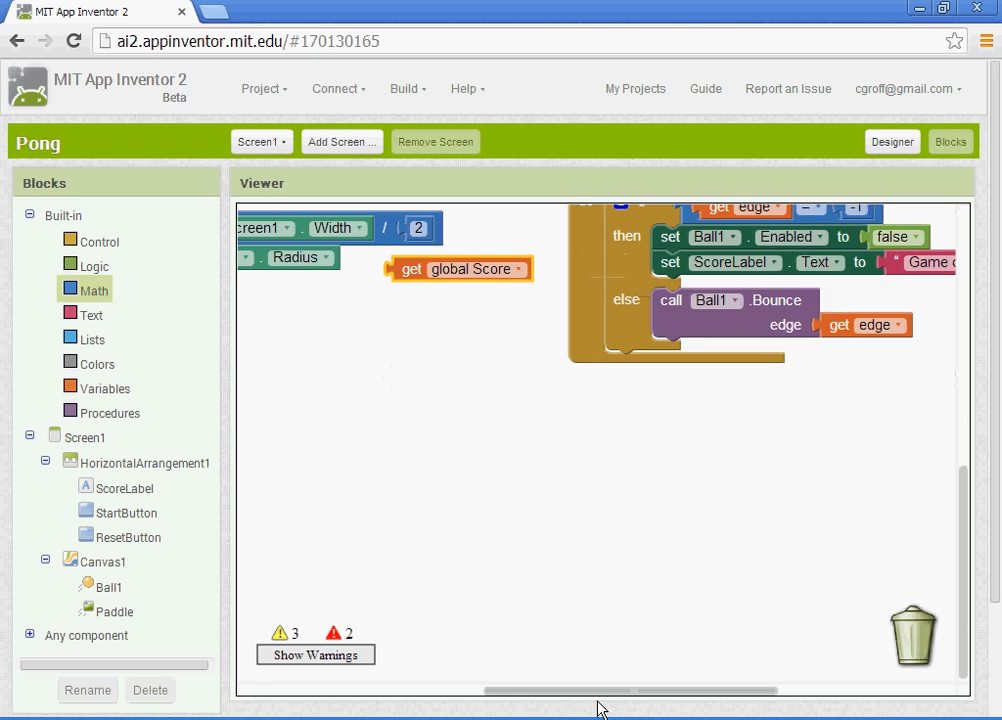 MIT App Inventor 2
ai2.appinventor.mit.edu/#170130165
MIT App Inventor 2
Beta
Project Connect Build Help My Projects Guide Report an Issue cgroff@gmail.com
Pong Screen1 Add Screen ... Remove Screen Designer Blocks
Blocks
Viewer
Built-in
Control
Logic
Math
Text
Lists
Colors
Variables
Procedures
Screen1
HorizontalArrangement1
A ScoreLabel
StartButton
ResetButton
Canvas1
Ball1
Paddle
Any component
Rename Delete
creen1 . Width / 2
. Radius
get global Score
get edge = -1
then set Ball1 . Enabled to false
set ScoreLabel . Text to " Game
else call Ball1 .Bounce
edge get edge
3 2
Show Warnings